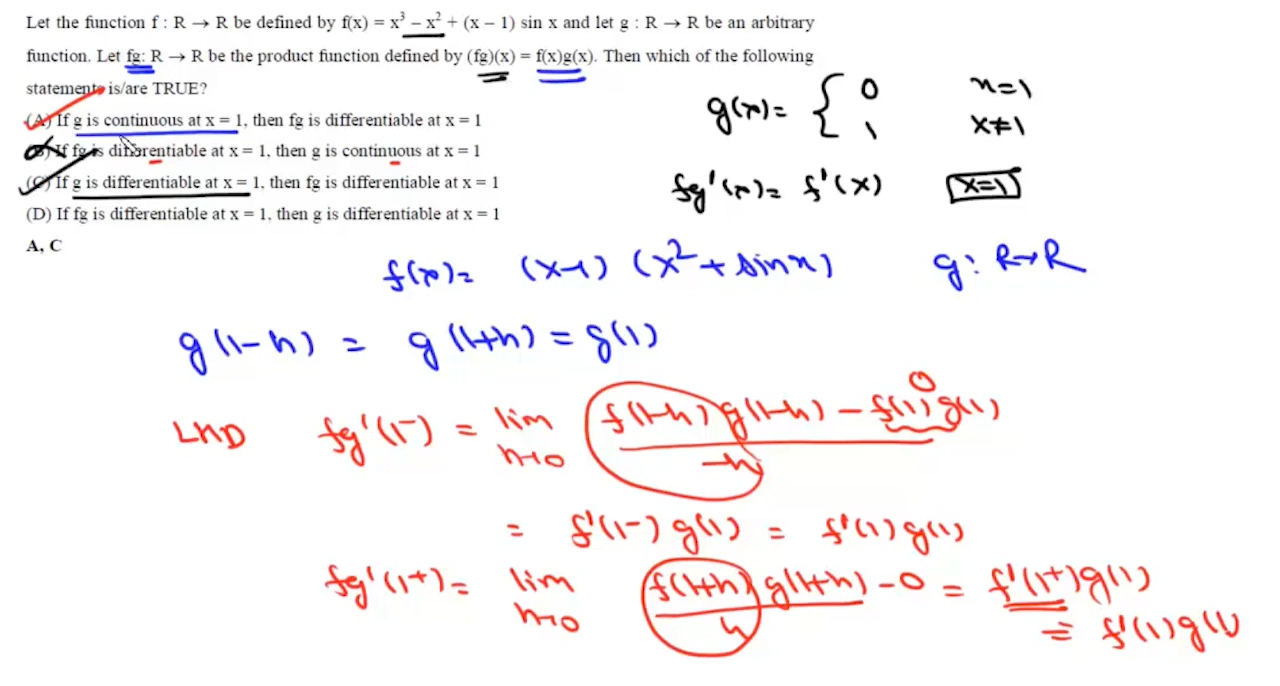 Let the function f : R → R be defined by f(x) = x³ – x² + (x – 1) sin x and let g : R → R be an arbitrary
function. Let fg: R → R be the product function defined by (fg)(x) = f(x)g(x). Then which of the following
statements is/are TRUE?
(A) If g is continuous at x = 1, then fg is differentiable at x = 1
(B) If fg is differentiable at x = 1, then g is continuous at x = 1
(C) If g is differentiable at x = 1, then fg is differentiable at x = 1
(D) If fg is differentiable at x = 1, then g is differentiable at x = 1
A, C
g(x) = { 0 x=1
1 x≠1
fg'(x) = f'(x) x=1
f(x) = (x-1) (x² + sinx) g: R→R
g(1-h) = g(1+h) = g(1)
LHD fg'(1-) = lim h→0 f(1-h) g(1-h) - f(1) g(1) / -h
0
= f'(1-) g(1) = f'(1) g(1)
fg'(1+) = lim h→0 f(1+h) g(1+h) - 0 / h = f'(1+) g(1)
= f'(1) g(1)